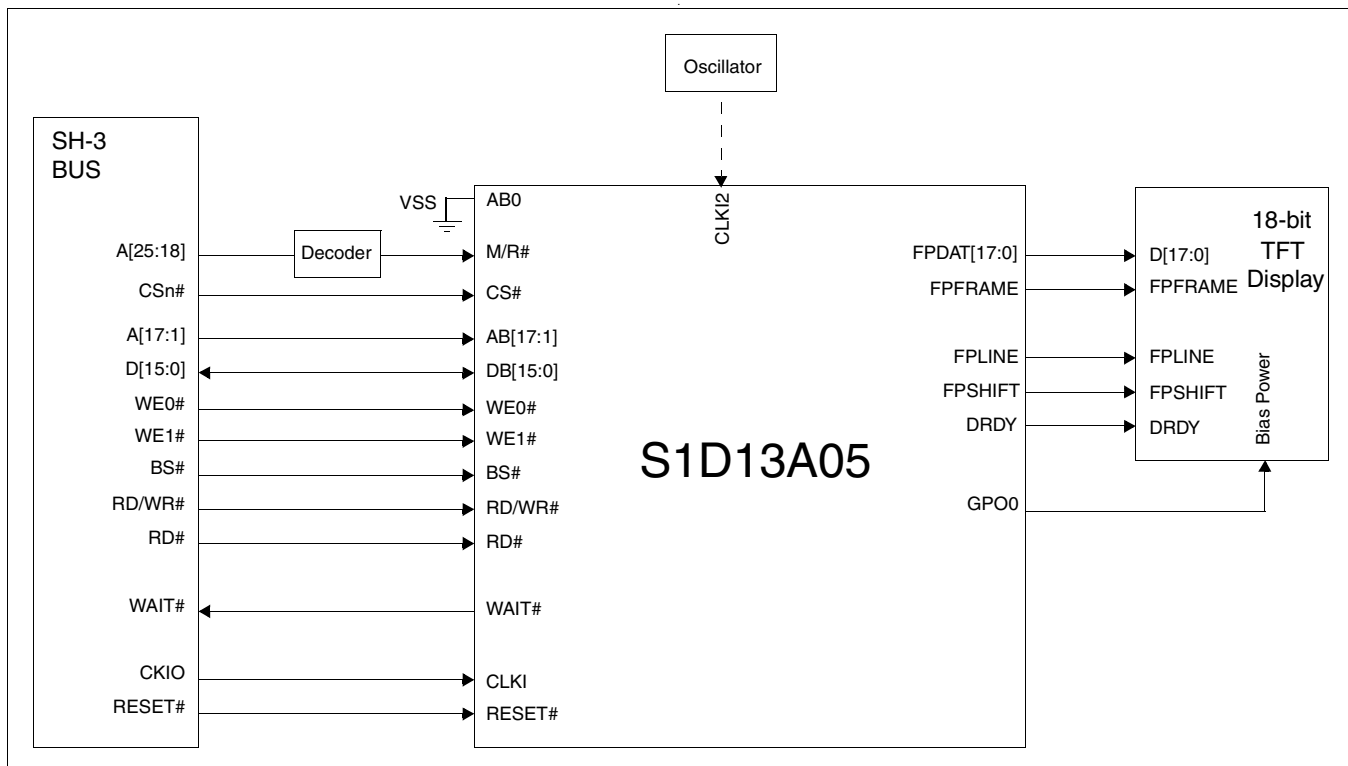 Oscillator
SH-3
BUS
VSS
AB0
CLKI2
18-bit
TFT
Display
A[25:18]
Decoder
M/R#
FPDAT[17:0]
D[17:0]
CSn#
CS#
FPFRAME
FPFRAME
A[17:1]
AB[17:1]
D[15:0]
DB[15:0]
FPLINE
FPLINE
WE0#
WE0#
FPSHIFT
FPSHIFT
Bias Power
WE1#
WE1#
DRDY
DRDY
S1D13A05
BS#
BS#
RD/WR#
RD/WR#
GPO0
RD#
RD#
WAIT#
WAIT#
CKIO
CLKI
RESET#
RESET#